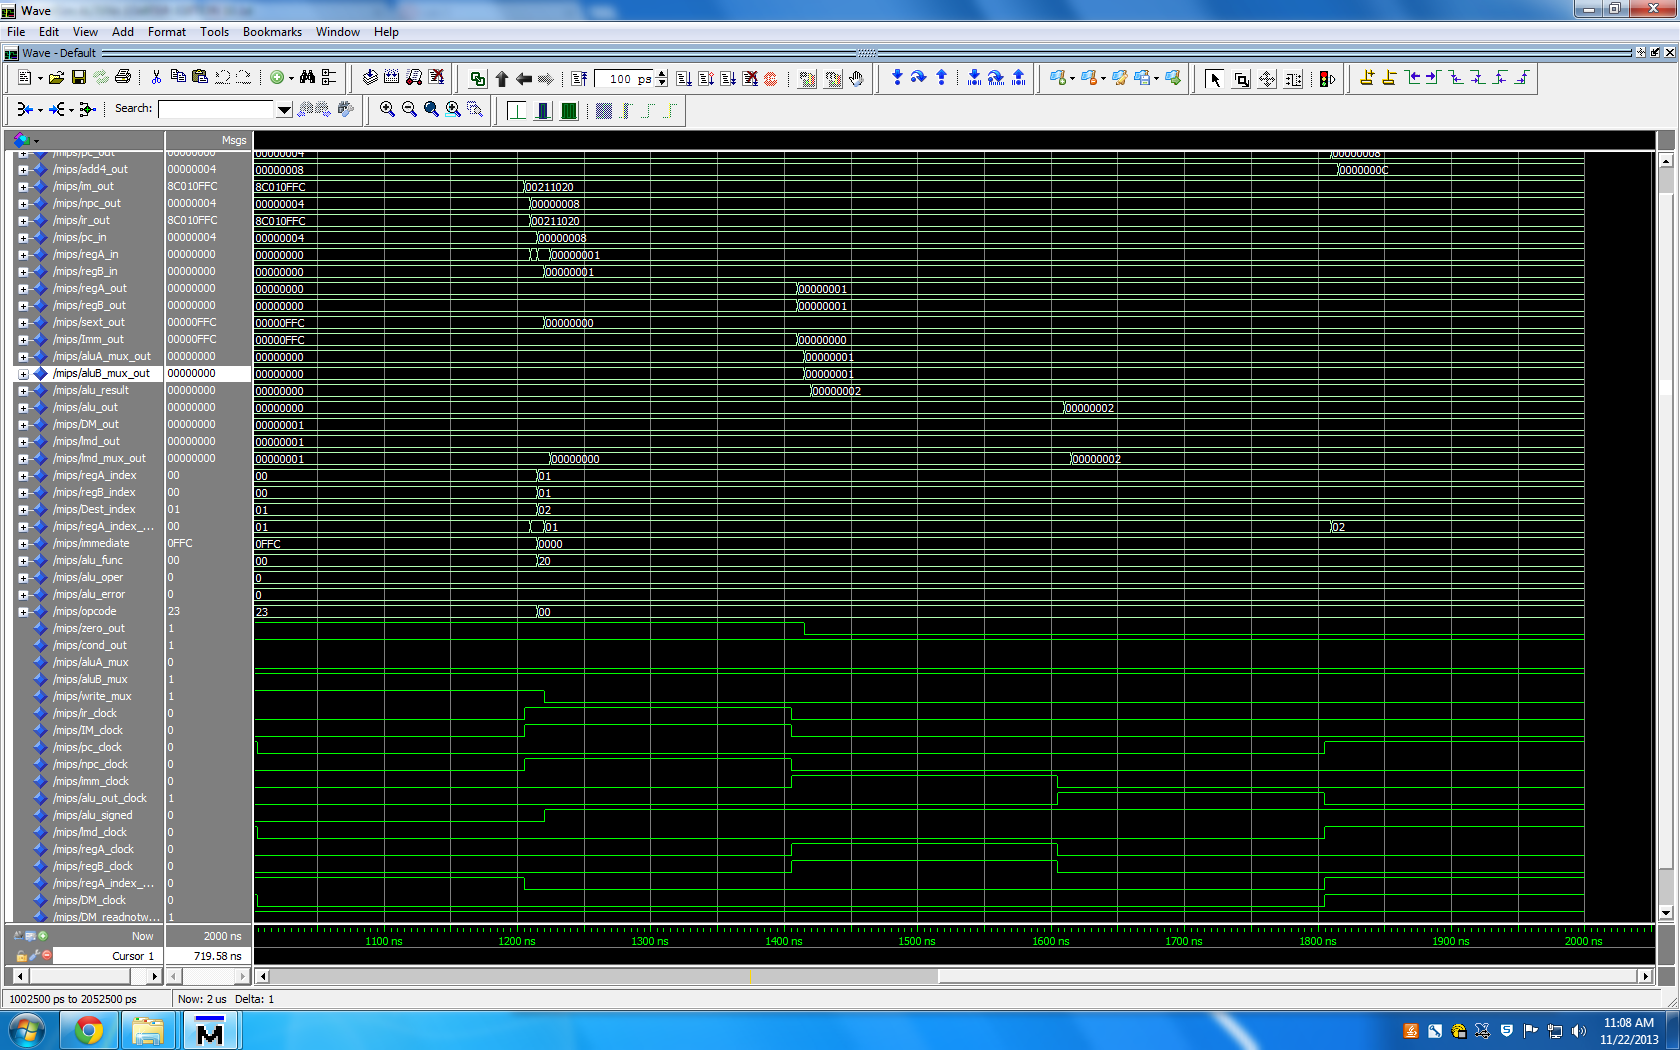 Wave
File Edit View Add Format Tools Bookmarks Window Help
Wave - Default
100 ps
Search:
Msgs
/mips/pc_out 00000000 00000004 00000008
/mips/add4_out 00000004 00000008 0000000C
/mips/im_out 8C010FFC 8C010FFC 00211020
/mips/npc_out 00000004 00000004 00000008
/mips/ir_out 8C010FFC 8C010FFC 00211020
/mips/pc_in 00000004 00000004 00000008
/mips/regA_in 00000000 00000000 00000001
/mips/regB_in 00000000 00000000 00000001
/mips/regA_out 00000000 00000000 00000001
/mips/regB_out 00000000 00000000 00000001
/mips/sext_out 00000FFC 00000FFC 00000000
/mips/Imm_out 00000FFC 00000FFC 00000000
/mips/aluA_mux_out 00000000 00000000 00000001
/mips/aluB_mux_out 00000000 00000000 00000001
/mips/alu_result 00000000 00000000 00000002
/mips/alu_out 00000000 00000000 00000002
/mips/DM_out 00000000 00000001
/mips/lmd_out 00000000 00000001
/mips/lmd_mux_out 00000000 00000001 00000000 00000002
/mips/regA_index 00 00 01
/mips/regB_index 00 00 01
/mips/Dest_index 01 01 02
/mips/regA_index_... 00 01 01 02
/mips/immediate 0FFC 0FFC 0000
/mips/alu_func 00 00 20
/mips/alu_oper 0 0
/mips/alu_error 0 0
/mips/opcode 23 23 00
/mips/zero_out 1
/mips/cond_out 1
/mips/aluA_mux 0
/mips/aluB_mux 1
/mips/write_mux 1
/mips/ir_clock 0
/mips/IM_clock 0
/mips/pc_clock 0
/mips/npc_clock 0
/mips/imm_clock 0
/mips/alu_out_clock 1
/mips/alu_signed 0
/mips/lmd_clock 0
/mips/regA_clock 0
/mips/regB_clock 0
/mips/regA_index_... 0
/mips/DM_clock 0
/mips/DM_readnotw... 1
Now 2000 ns 1100 ns 1200 ns 1300 ns 1400 ns 1500 ns 1600 ns 1700 ns 1800 ns 1900 ns 2000 ns
Cursor 1 719.58 ns
1002500 ps to 2052500 ps Now: 2 us Delta: 1
M
11:08 AM
11/22/2013